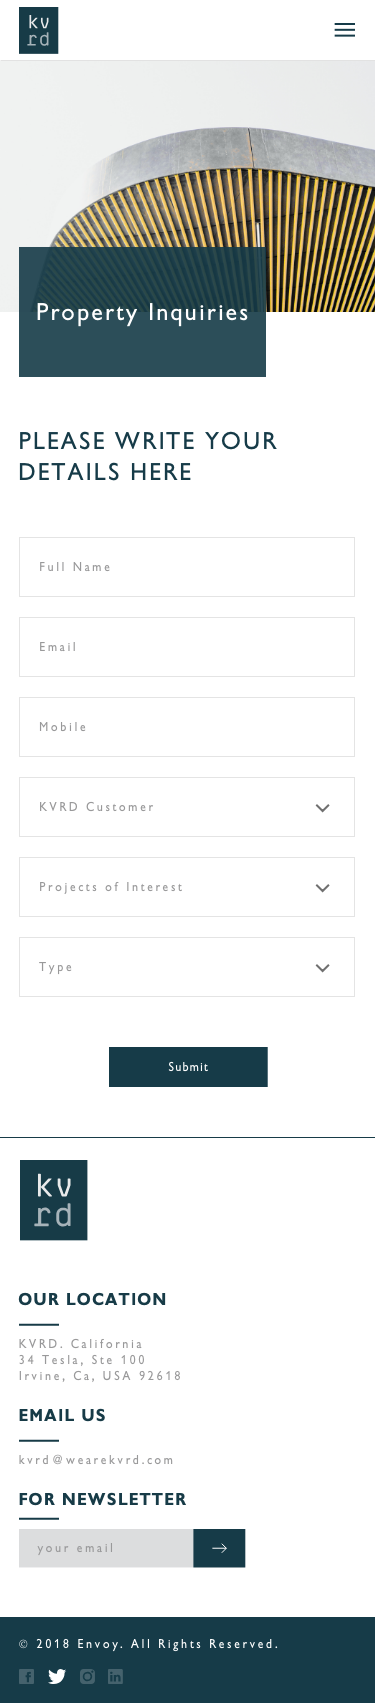 kv
rd
Property Inquiries
PLEASE WRITE YOUR
DETAILS HERE
Full Name
Email
Mobile
KVRD Customer
Projects of Interest
Type
Submit
kv
rd
OUR LOCATION
KVRD. California
34 Tesla, Ste 100
Irvine, Ca, USA 92618
EMAIL US
kvrd@wearekvrd.com
FOR NEWSLETTER
your email
© 2018 Envoy. All Rights Reserved.